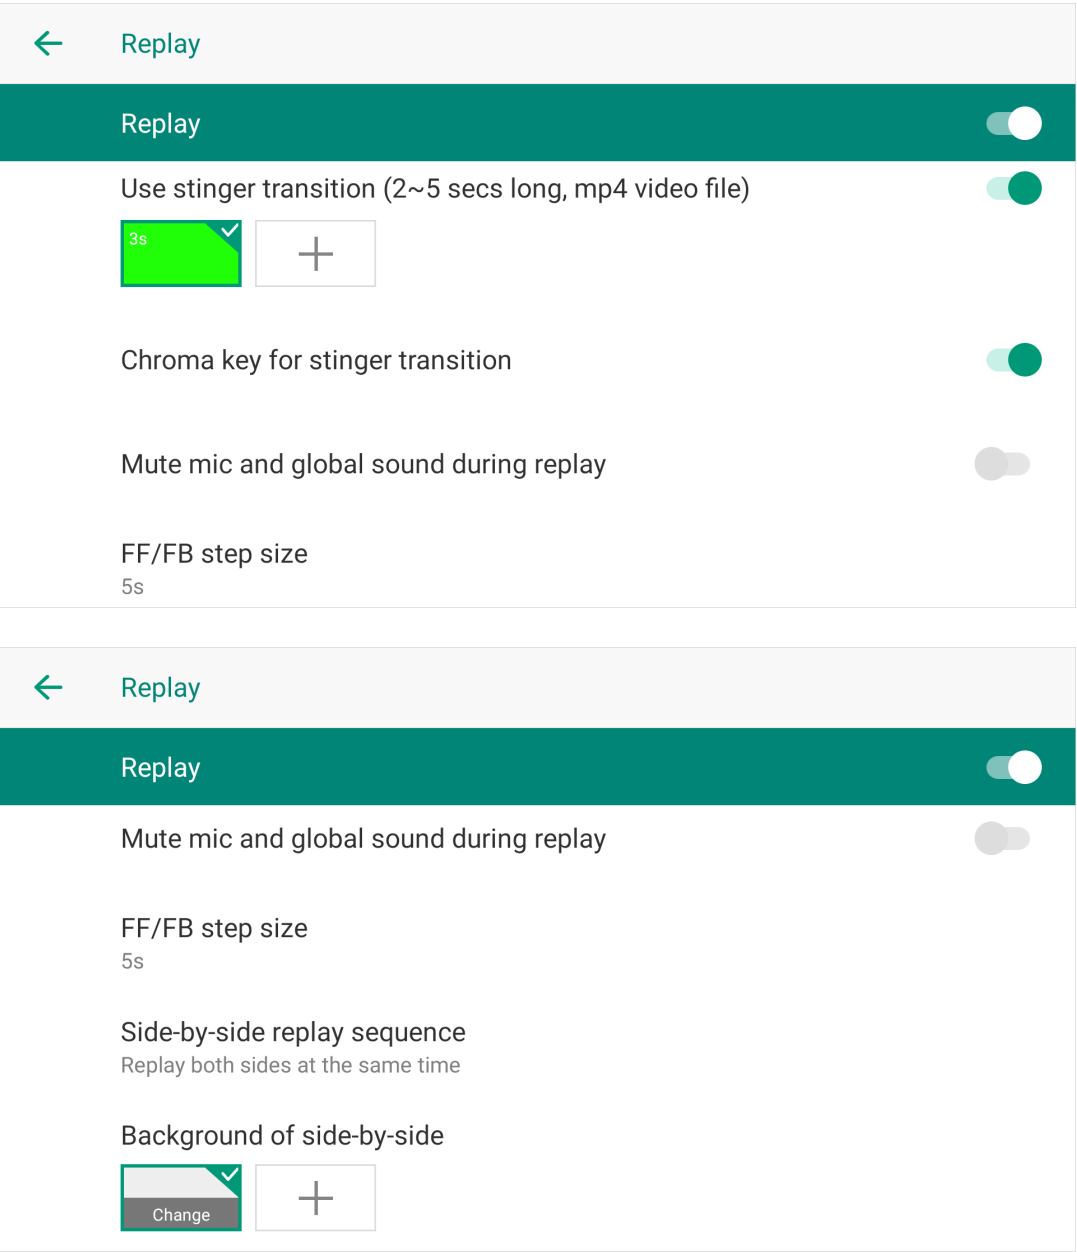 Replay
Replay
Use stinger transition (2~5 secs long, mp4 video file)
3s
Chroma key for stinger transition
Mute mic and global sound during replay
FF/FB step size
5s
Replay
Replay
Mute mic and global sound during replay
FF/FB step size
5s
Side-by-side replay sequence
Replay both sides at the same time
Background of side-by-side
Change